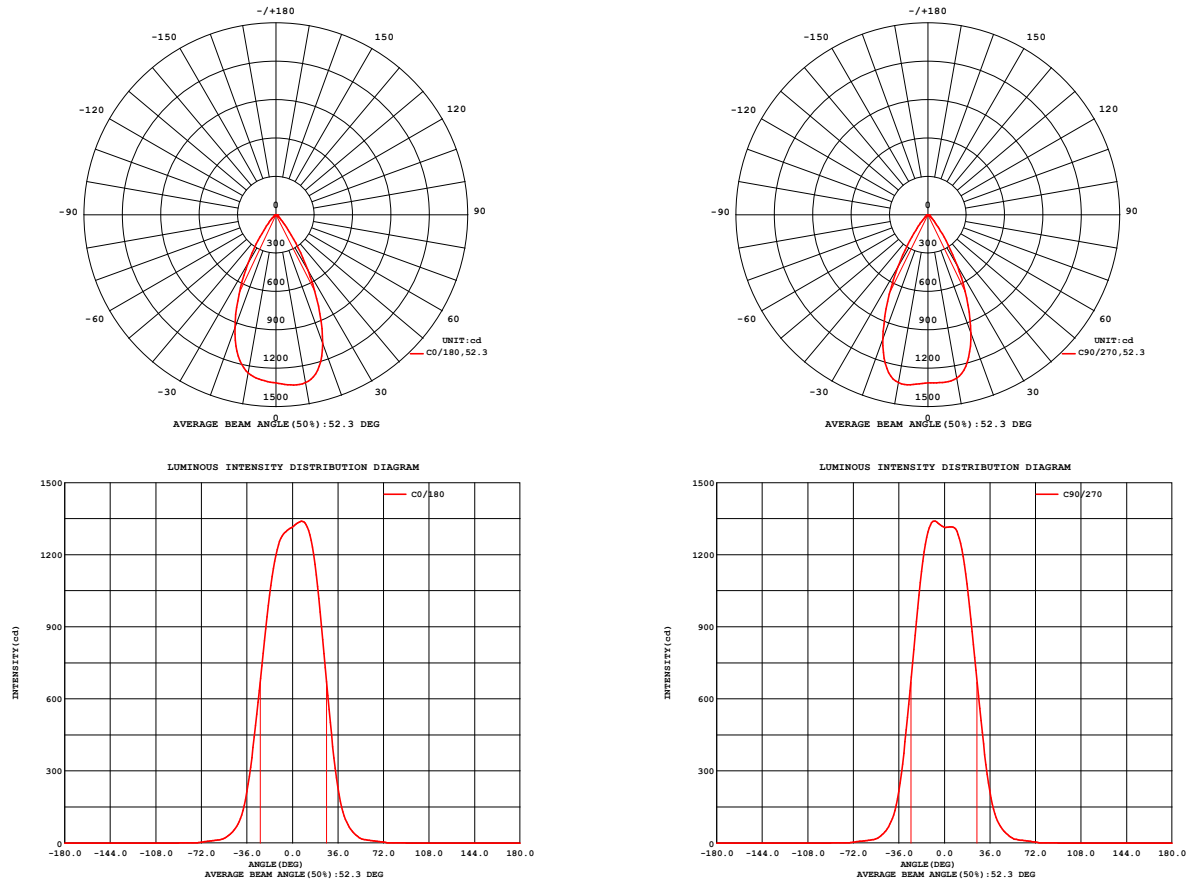 -/+180
-150
150
-120
120
-90
90
-60
60
-30
30
0
0
300
600
900
1200
1500
UNIT:cd
C0/180,52.3
AVERAGE BEAM ANGLE(50%):52.3 DEG
-/+180
-150
150
-120
120
-90
90
-60
60
-30
30
0
0
300
600
900
1200
1500
UNIT:cd
C90/270,52.3
AVERAGE BEAM ANGLE(50%):52.3 DEG
LUMINOUS INTENSITY DISTRIBUTION DIAGRAM
C0/180
INTENSITY(cd)
1500
1200
900
600
300
0
-180.0 -144.0 -108.0 -72.0 -36.0 0.0 36.0 72.0 108.0 144.0 180.0
ANGLE(DEG)
AVERAGE BEAM ANGLE(50%):52.3 DEG
LUMINOUS INTENSITY DISTRIBUTION DIAGRAM
C90/270
INTENSITY(cd)
1500
1200
900
600
300
0
-180.0 -144.0 -108.0 -72.0 -36.0 0.0 36.0 72.0 108.0 144.0 180.0
ANGLE(DEG)
AVERAGE BEAM ANGLE(50%):52.3 DEG